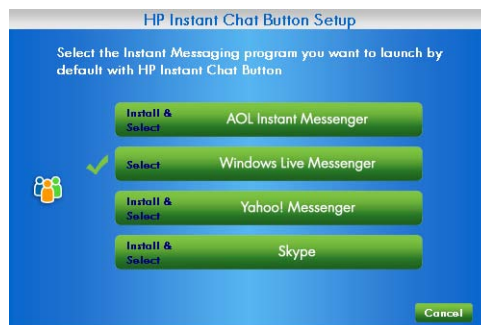 HP Instant Chat Button Setup
Select the Instant Messaging program you want to launch by
default with HP Instant Chat Button
Install &
Select
AOL Instant Messenger
Select
Windows Live Messenger
Install &
Select
Yahoo! Messenger
Install &
Select
Skype
Cancel